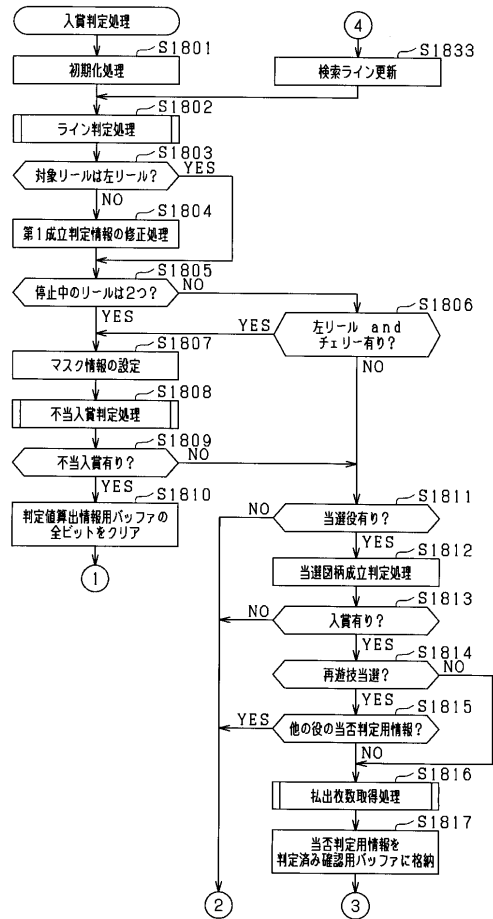 入賞判定処理
S1801
初期化処理
4
S1833
検索ライン更新
S1802
ライン判定処理
S1803
対象リールは左リール？
YES
NO
S1804
第1成立判定情報の修正処理
S1805
停止中のリールは2つ？
NO
YES
S1806
左リール and
チェリー有り？
YES
NO
S1807
マスク情報の設定
S1808
不当入賞判定処理
S1809
不当入賞有り？
NO
YES
S1810
判定値算出情報用バッファの
全ビットをクリア
1
S1811
当選役有り？
NO
YES
S1812
当選図柄成立判定処理
S1813
入賞有り？
NO
YES
S1814
再遊技当選？
NO
YES
S1815
他の役の当否判定用情報？
YES
NO
S1816
払出枚数取得処理
S1817
当否判定用情報を
判定済み確認用バッファに格納
2
3